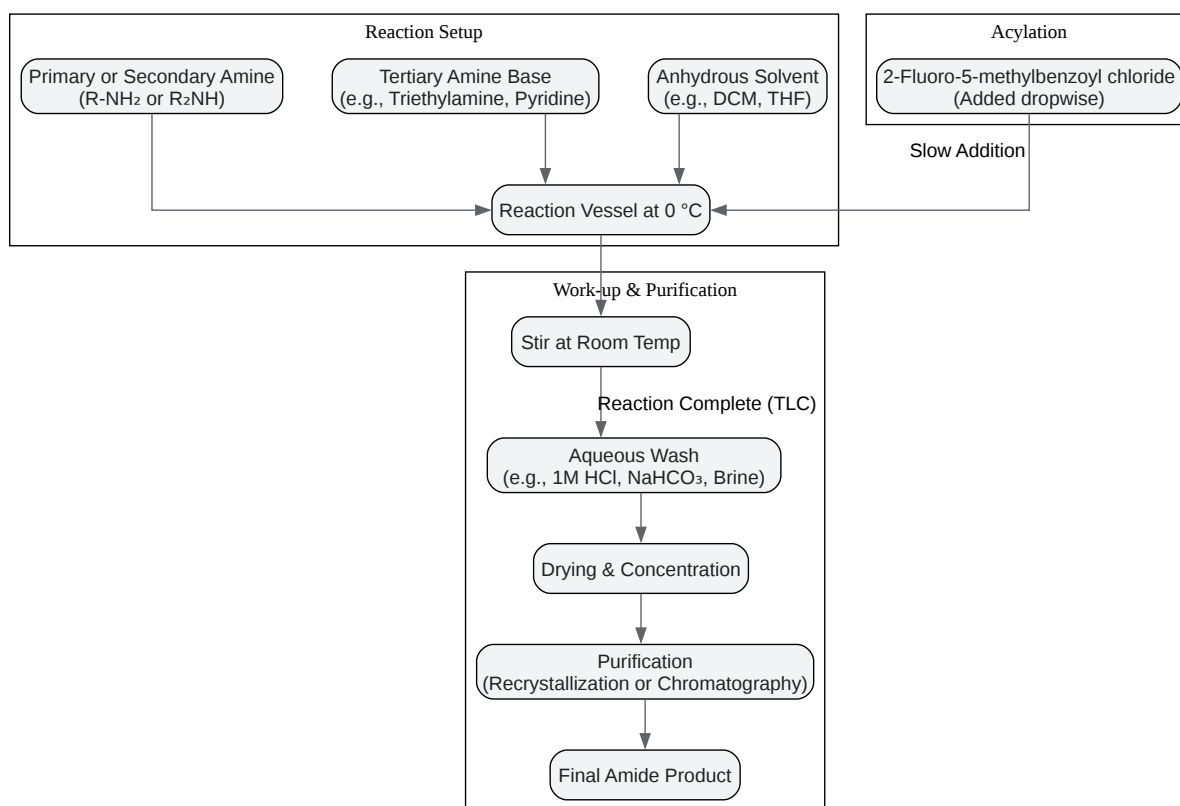 Reaction Setup
Acylation
Primary or Secondary Amine
(R-NH₂ or R₂NH)
Tertiary Amine Base
(e.g., Triethylamine, Pyridine)
Anhydrous Solvent
(e.g., DCM, THF)
2-Fluoro-5-methylbenzoyl chloride
(Added dropwise)
Slow Addition
Reaction Vessel at 0 °C
Work-up & Purification
Stir at Room Temp
Reaction Complete (TLC)
Aqueous Wash
(e.g., 1M HCl, NaHCO₃, Brine)
Drying & Concentration
Purification
(Recrystallization or Chromatography)
Final Amide Product